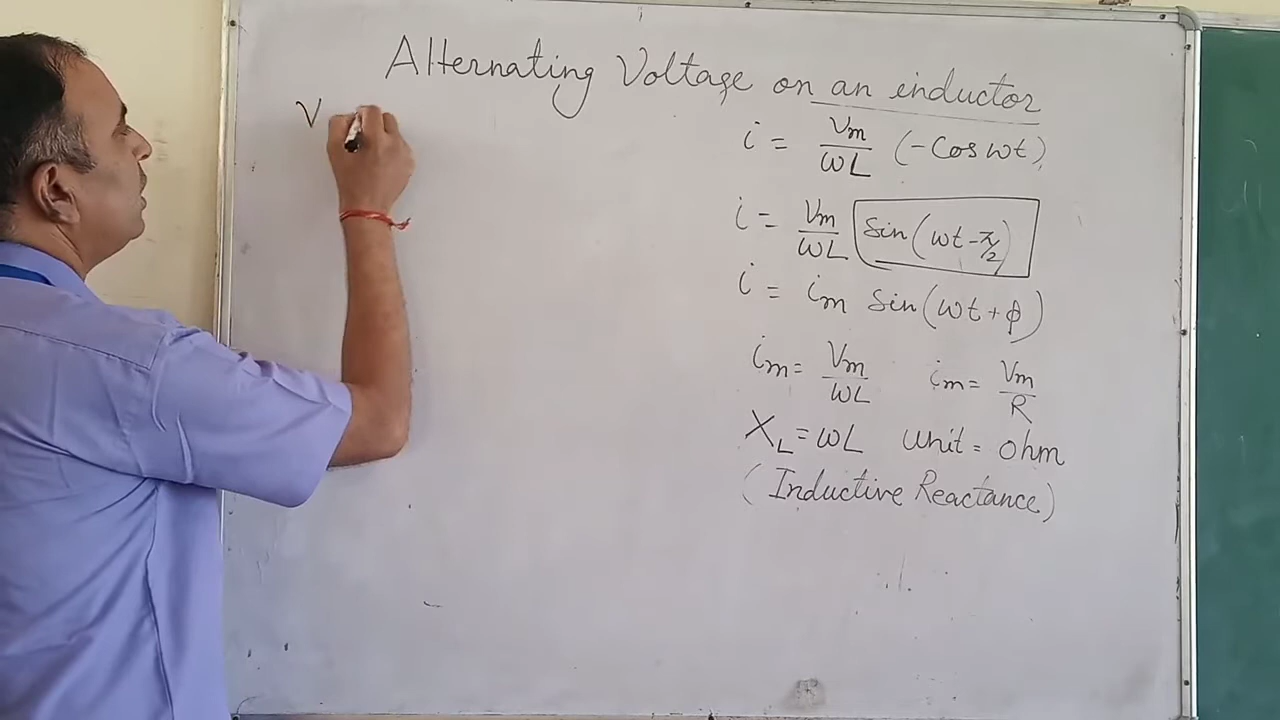 Alternating Voltage on an inductor
V
i = Vm/ωL (-Cos ωt)
i = Vm/ωL Sin(ωt-π/2)
i = im Sin(ωt+φ)
im = Vm/ωL im = Vm/R
XL = ωL unit = ohm
(Inductive Reactance)